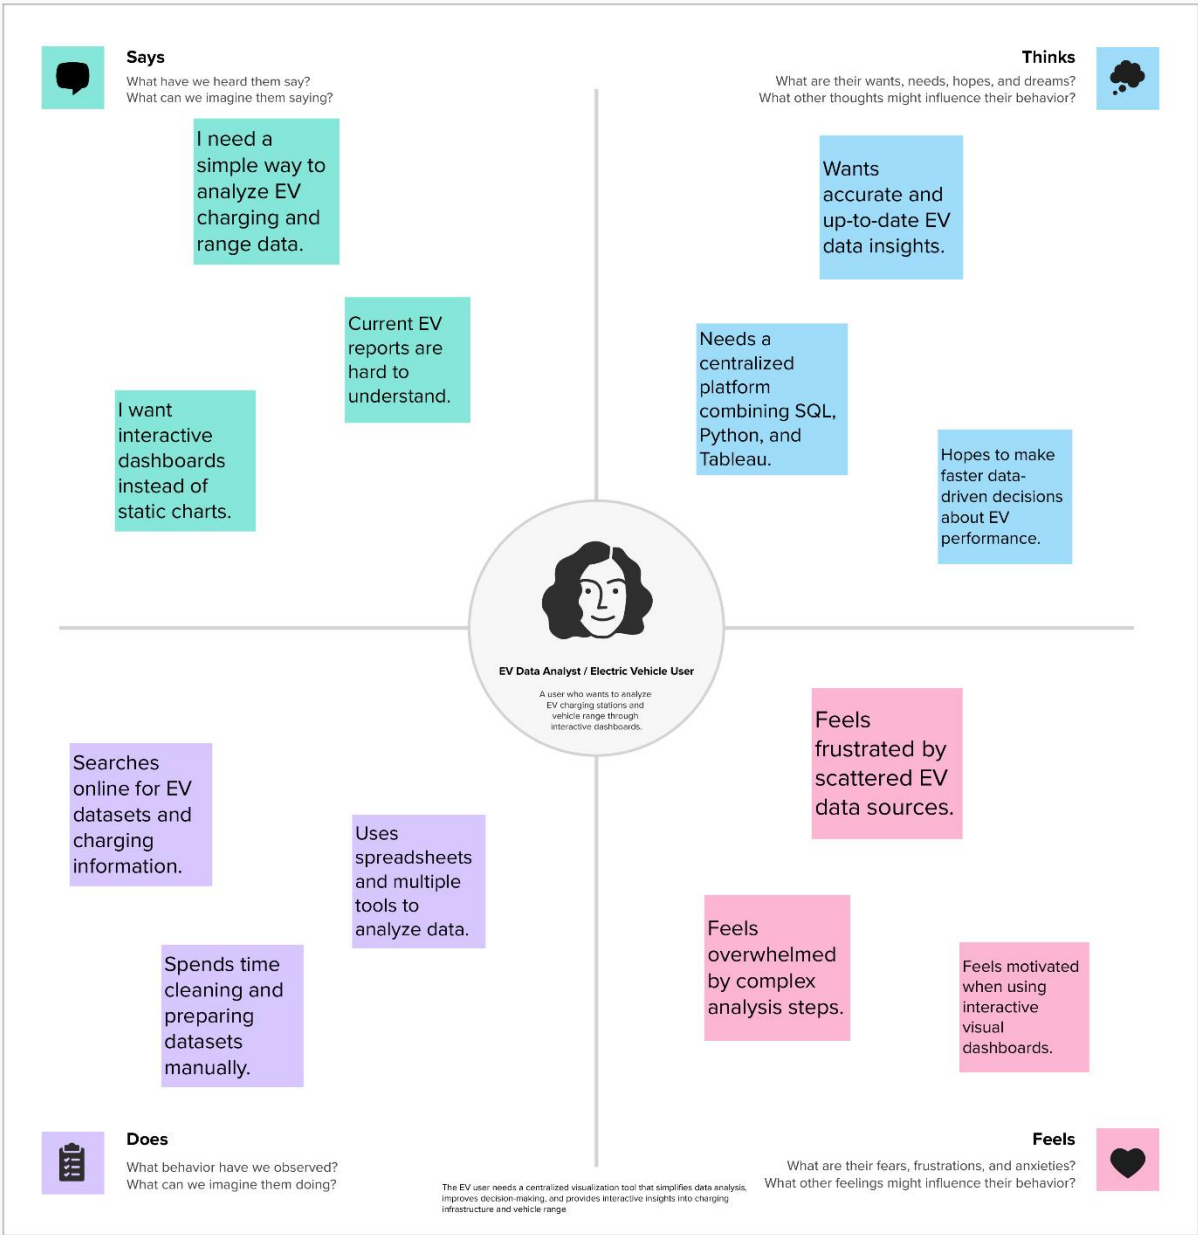 Says
What have we heard them say?
What can we imagine them saying?
I need a
simple way to
analyze EV
charging and
range data.
Current EV
reports are
hard to
understand.
I want
interactive
dashboards
instead of
static charts.
Thinks
What are their wants, needs, hopes, and dreams?
What other thoughts might influence their behavior?
Wants
accurate and
up-to-date EV
data insights.
Needs a
centralized
platform
combining SQL,
Python, and
Tableau.
Hopes to make
faster data-
driven decisions
about EV
performance.
EV Data Analyst / Electric Vehicle User
A user who wants to analyze
EV charging stations and
vehicle range through
interactive dashboards.
Searches
online for EV
datasets and
charging
information.
Uses
spreadsheets
and multiple
tools to
analyze data.
Spends time
cleaning and
preparing
datasets
manually.
Does
What behavior have we observed?
What can we imagine them doing?
Feels
frustrated by
scattered EV
data sources.
Feels
overwhelmed
by complex
analysis steps.
Feels motivated
when using
interactive
visual
dashboards.
Feels
What are their fears, frustrations, and anxieties?
What other feelings might influence their behavior?
The EV user needs a centralized visualization tool that simplifies data analysis,
improves decision-making, and provides interactive insights into charging
infrastructure and vehicle range